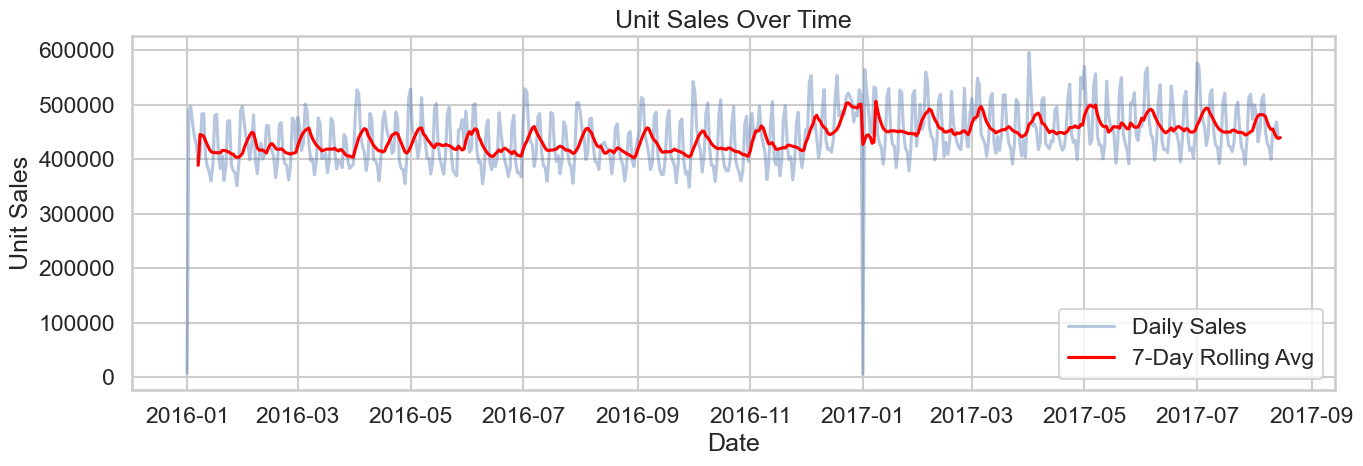 Unit Sales Over Time
Unit Sales
600000
500000
400000
300000
200000
100000
0
Daily Sales
7-Day Rolling Avg
2016-01 2016-03 2016-05 2016-07 2016-09 2016-11 2017-01 2017-03 2017-05 2017-07 2017-09
Date